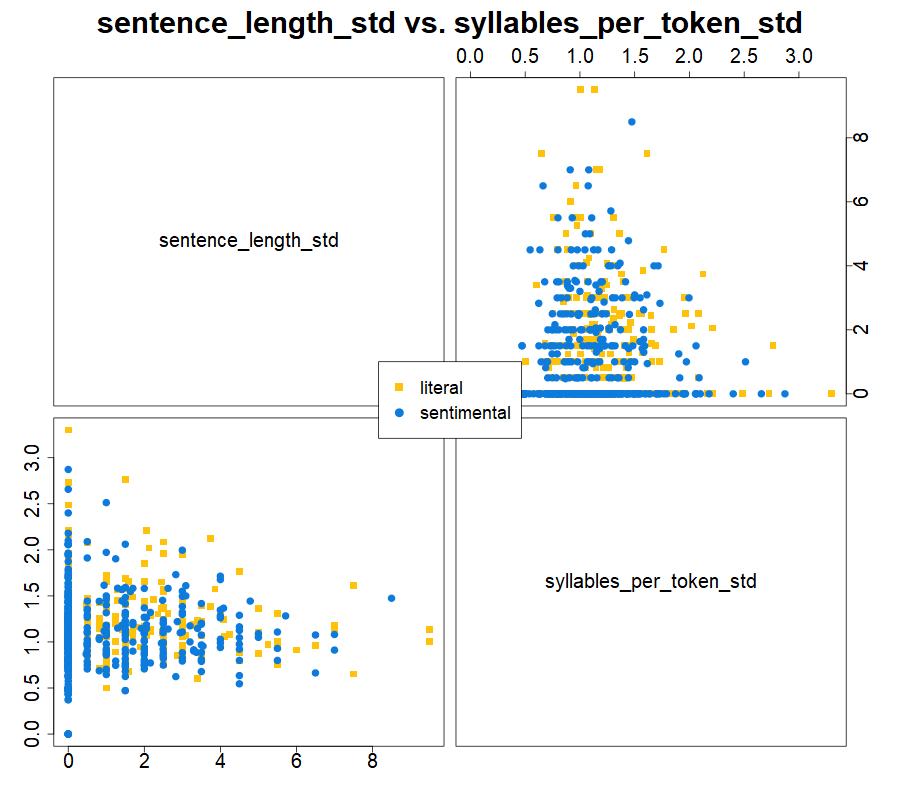 sentence_length_std vs. syllables_per_token_std
0.0 0.5 1.0 1.5 2.0 2.5 3.0
sentence_length_std
8
6
4
2
0
literal
sentimental
3.0
2.5
2.0
1.5
1.0
0.5
0.0
syllables_per_token_std
0 2 4 6 8